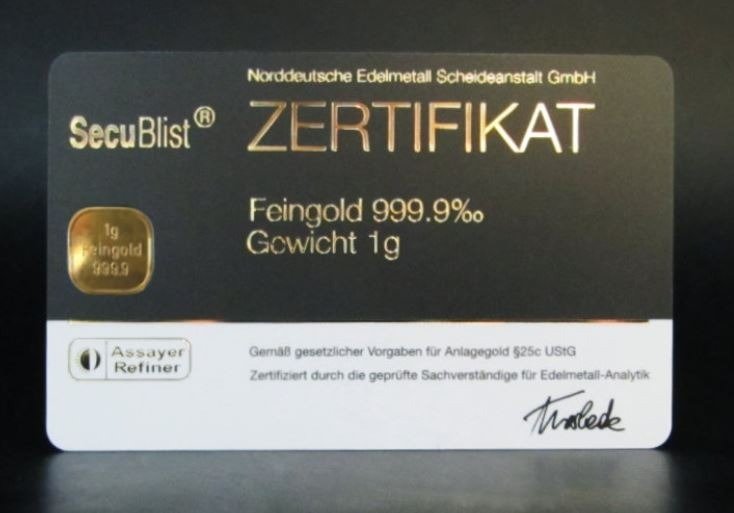 Norddeutsche Edelmetall Scheideanstalt GmbH
SecuBlist®
ZERTIFIKAT
Feingold 999.9‰
Gewicht 1g
1g
Feingold
999.9
Assayer
Refiner
Gemäß gesetzlicher Vorgaben für Anlagegold §25c UStG
Zertifiziert durch die geprüfte Sachverständige für Edelmetall-Analytik